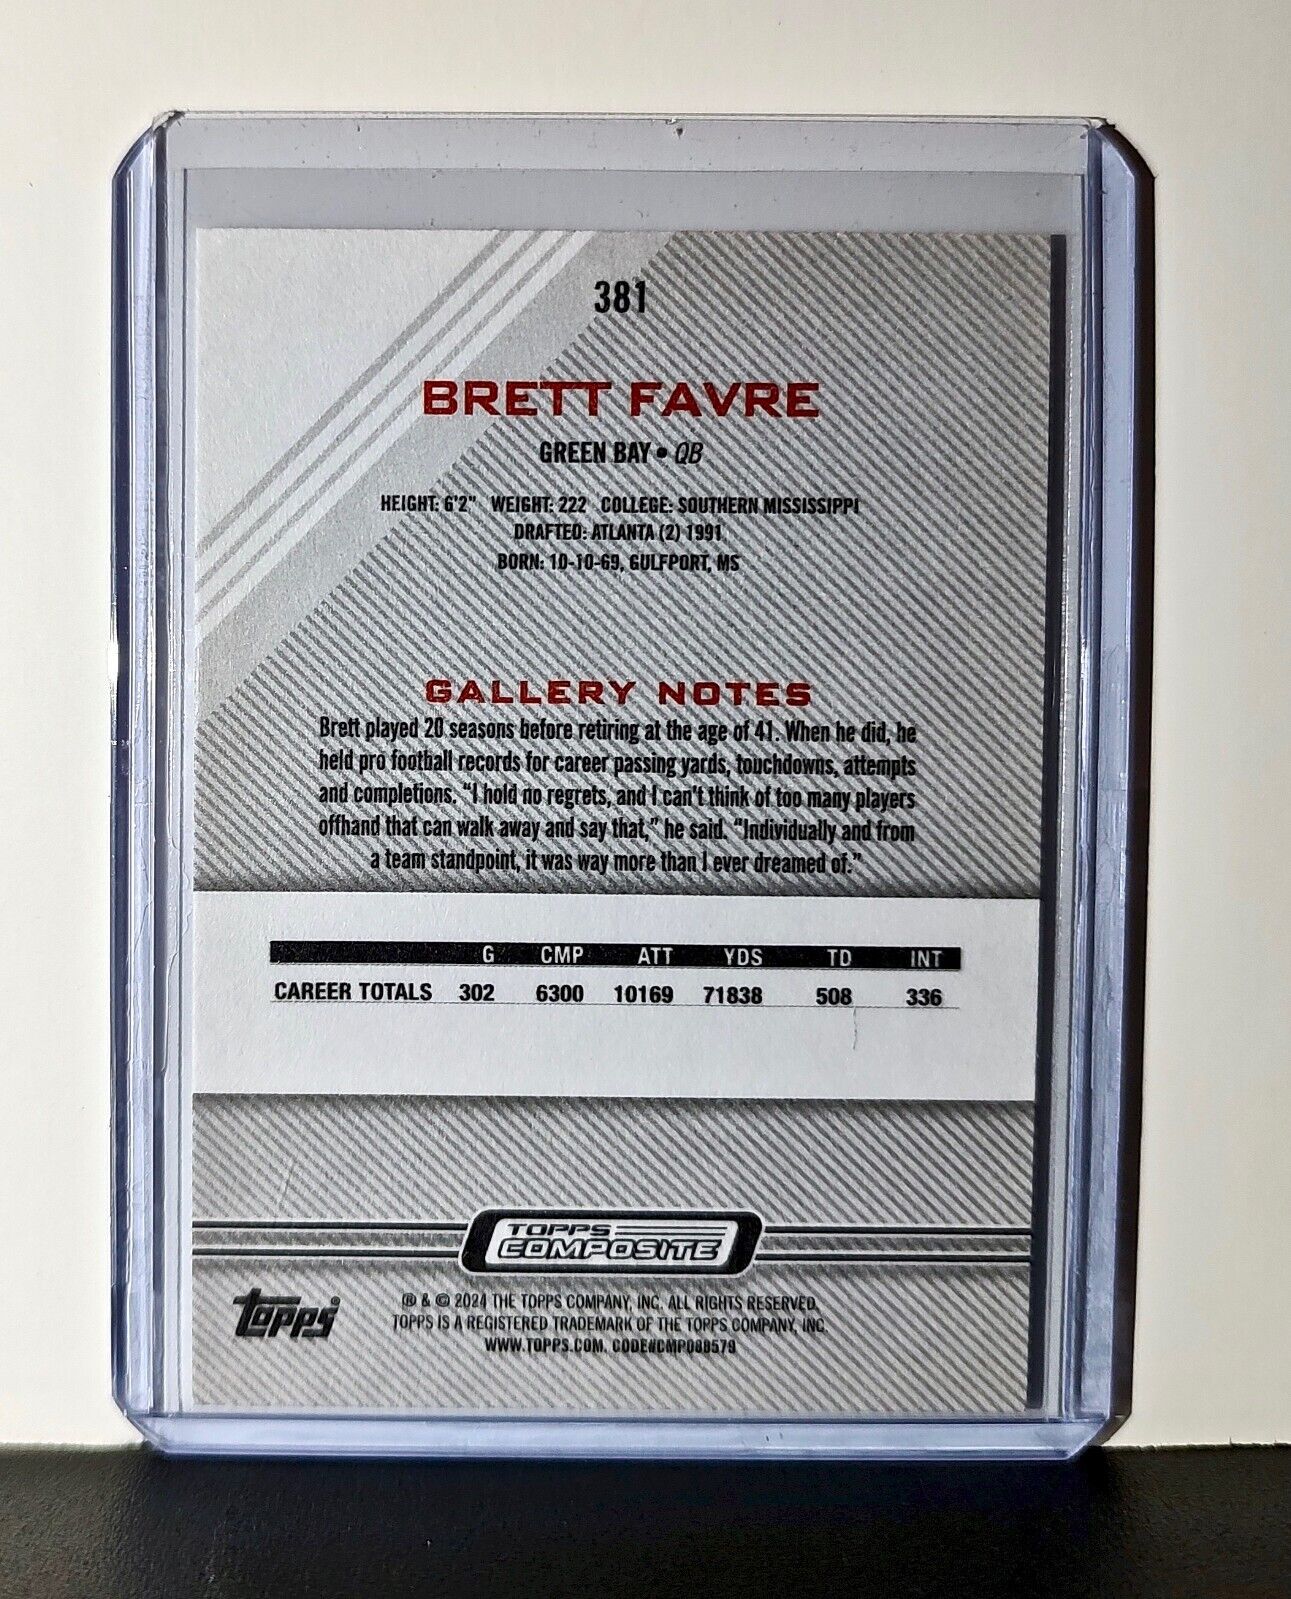 381
BRETT FAVRE
GREEN BAY • QB
HEIGHT: 6'2" WEIGHT: 222 COLLEGE: SOUTHERN MISSISSIPPI
DRAFTED: ATLANTA (2) 1991
BORN: 10-10-69, GULFPORT, MS
GALLERY NOTES
Brett played 20 seasons before retiring at the age of 41. When he did, he
held pro football records for career passing yards, touchdowns, attempts
and completions. “I hold no regrets, and I can't think of too many players
offhand that can walk away and say that,” he said. “Individually and from
a team standpoint, it was way more than I ever dreamed of.”
G CMP ATT YDS TD INT
CAREER TOTALS 302 6300 10169 71838 508 336
TOPPS
COMPOSITE
topps
® & © 2024 THE TOPPS COMPANY, INC. ALL RIGHTS RESERVED.
TOPPS IS A REGISTERED TRADEMARK OF THE TOPPS COMPANY, INC.
WWW.TOPPS.COM. CODE#CMP088579